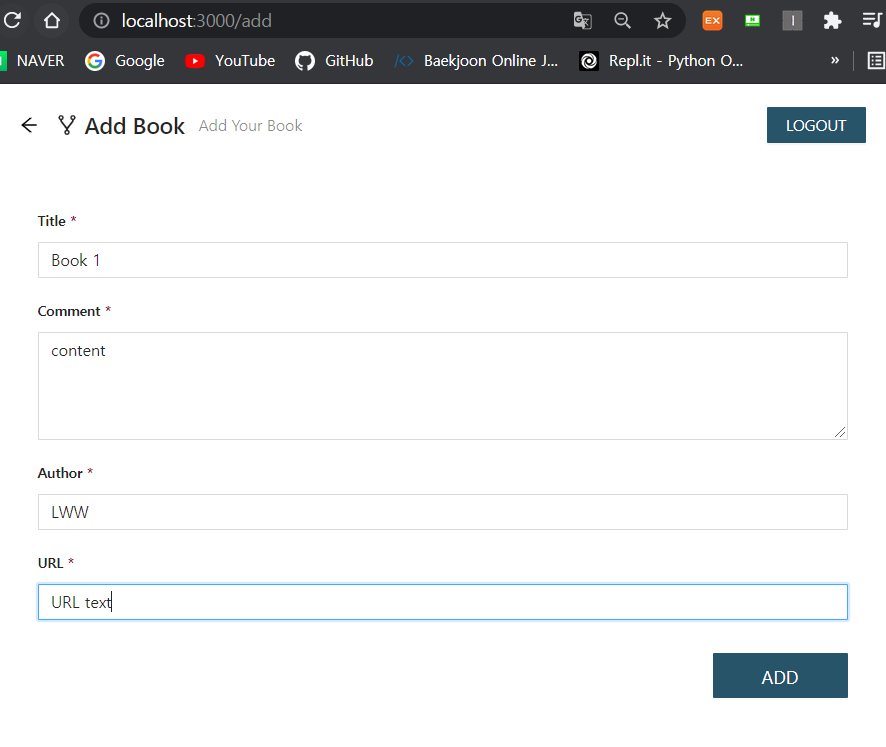 localhost:3000/add
EX
NAVER Google YouTube GitHub Baekjoon Online J... Repl.it - Python O... »
Add Book Add Your Book LOGOUT
Title *
Book 1
Comment *
content
Author *
LWW
URL *
URL text
ADD